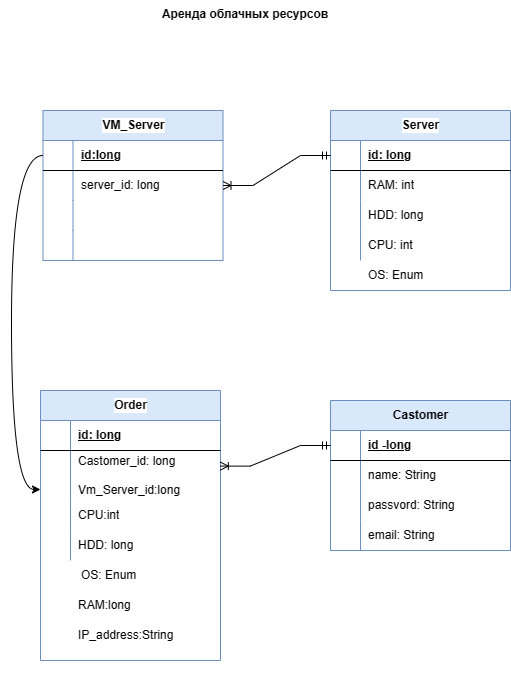 Аренда облачных ресурсов
VM_Server
id:long
server_id: long
Server
id: long
RAM: int
HDD: long
CPU: int
OS: Enum
Order
id: long
Castomer_id: long
Vm_Server_id:long
CPU:int
HDD: long
OS: Enum
RAM:long
IP_address:String
Castomer
id -long
name: String
passvord: String
email: String